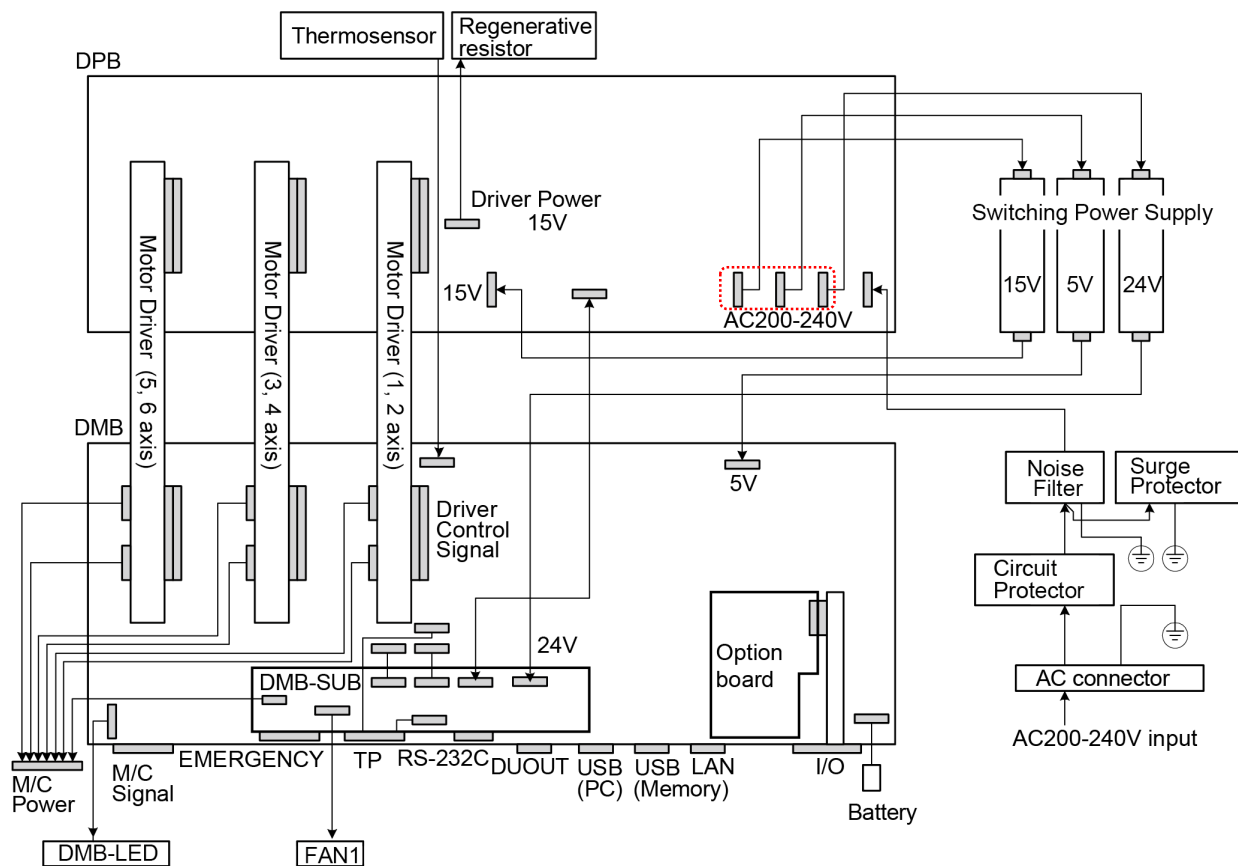 Thermosensor
Regenerative
resistor
DPB
Driver Power
15V
Switching Power Supply
15V
5V
24V
15V
AC200-240V
Motor Driver (5, 6 axis)
Motor Driver (3, 4 axis)
Motor Driver (1, 2 axis)
DMB
5V
Noise
Filter
Surge
Protector
Driver
Control
Signal
Circuit
Protector
24V
Option
board
DMB-SUB
AC connector
AC200-240V input
EMERGENCY
TP
RS-232C
DUOUT
USB
(PC)
USB
(Memory)
LAN
I/O
M/C
Power
M/C
Signal
Battery
DMB-LED
FAN1